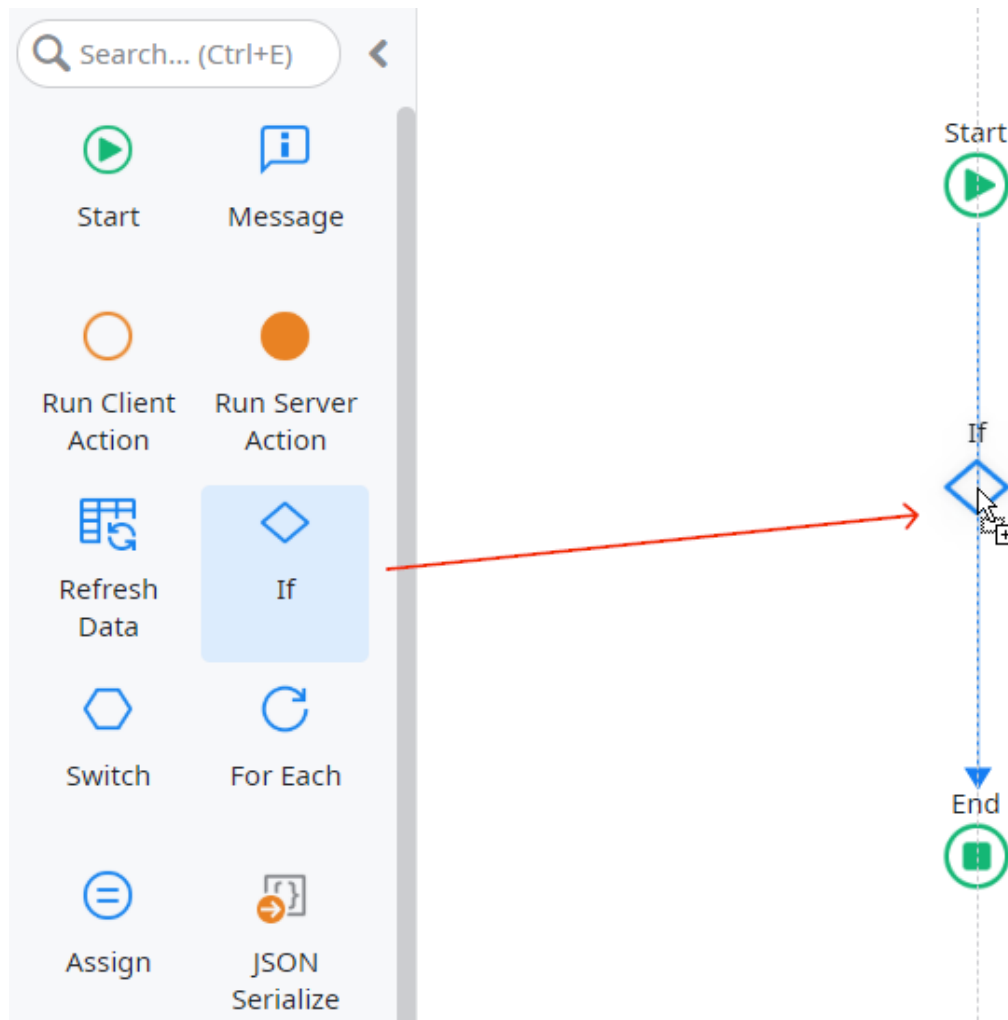 Search... (Ctrl+E)
Start
Message
Run Client
Action
Run Server
Action
Refresh
Data
If
Switch
For Each
Assign
JSON
Serialize
Start
If
End